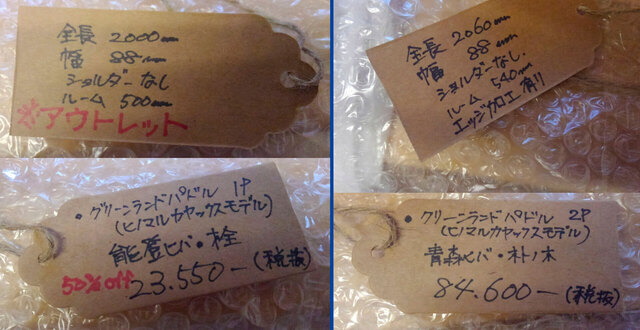 全長 2000mm
幅 88mm
ショルダーなし
ルーム 500mm
※アウトレット
全長 2060mm
幅 88mm
ショルダーなし.
ルーム 540mm
エッジ加工有り
・グリーンランドパドル 1P
(ヒノマルカヤックスモデル)
能登ヒバ・栓
50%off 23.550-(税抜)
・グリーンランドパドル 2P
(ヒノマルカヤックスモデル)
青森ヒバ・朴ノ木
84.600-(税抜)